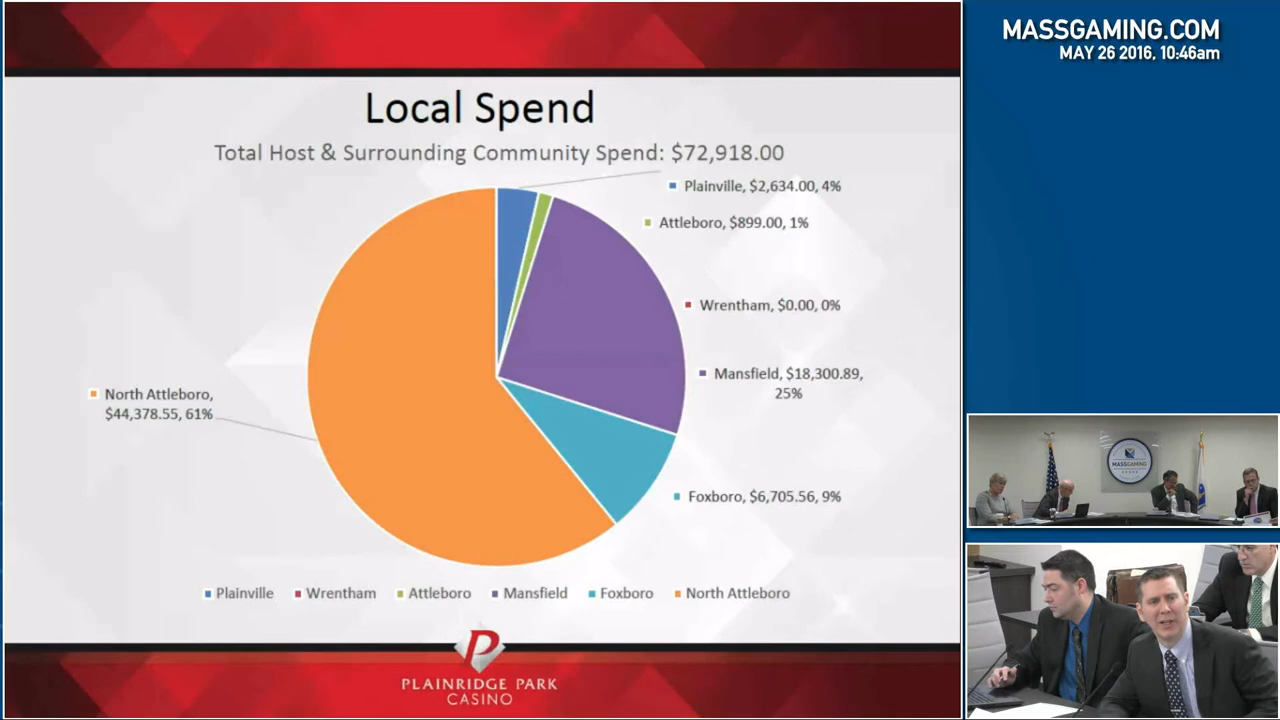 MASSGAMING.COM
MAY 26 2016, 10:46am
Local Spend
Total Host & Surrounding Community Spend: $72,918.00
Plainville, $2,634.00, 4%
Attleboro, $899.00, 1%
Wrentham, $0.00, 0%
Mansfield, $18,300.89,
25%
North Attleboro,
$44,378.55, 61%
Foxboro, $6,705.56, 9%
Plainville Wrentham Attleboro Mansfield Foxboro North Attleboro
P
PLAINRIDGE PARK
CASINO
MASSGAMING